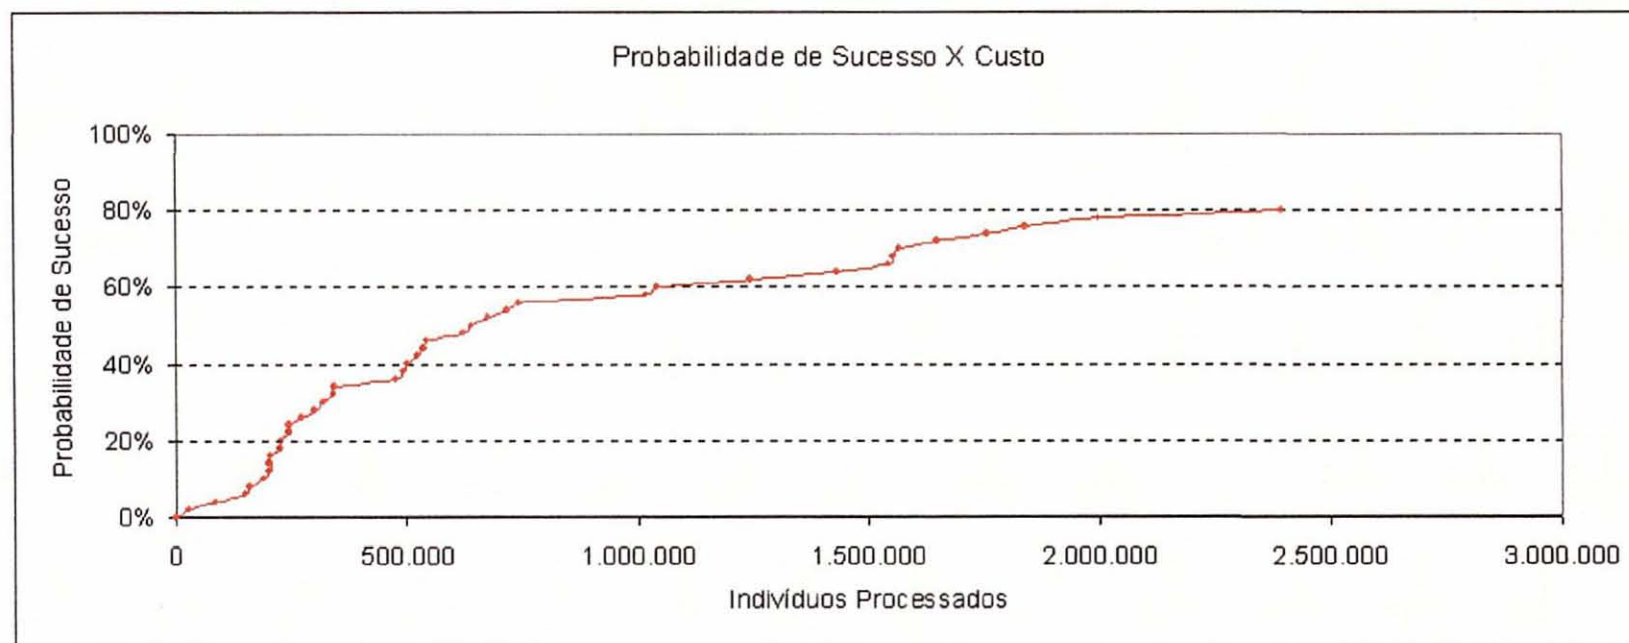 Probabilidade de Sucesso X Custo
Probabilidade de Sucesso
100%
80%
60%
40%
20%
0%
0 500.000 1.000.000 1.500.000 2.000.000 2.500.000 3.000.000
Indivíduos Processados